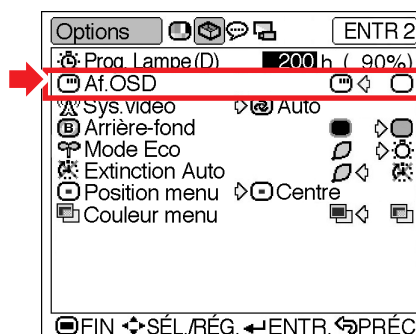 Options ENTR 2
Prog. Lampe(D) 200 h ( 90%)
Af.OSD
Sys.vidéo Auto
B Arrière-fond
Mode Eco
Extinction Auto
Position menu Centre
Couleur menu
FIN SÉL./RÉG. ENTR. PRÉC